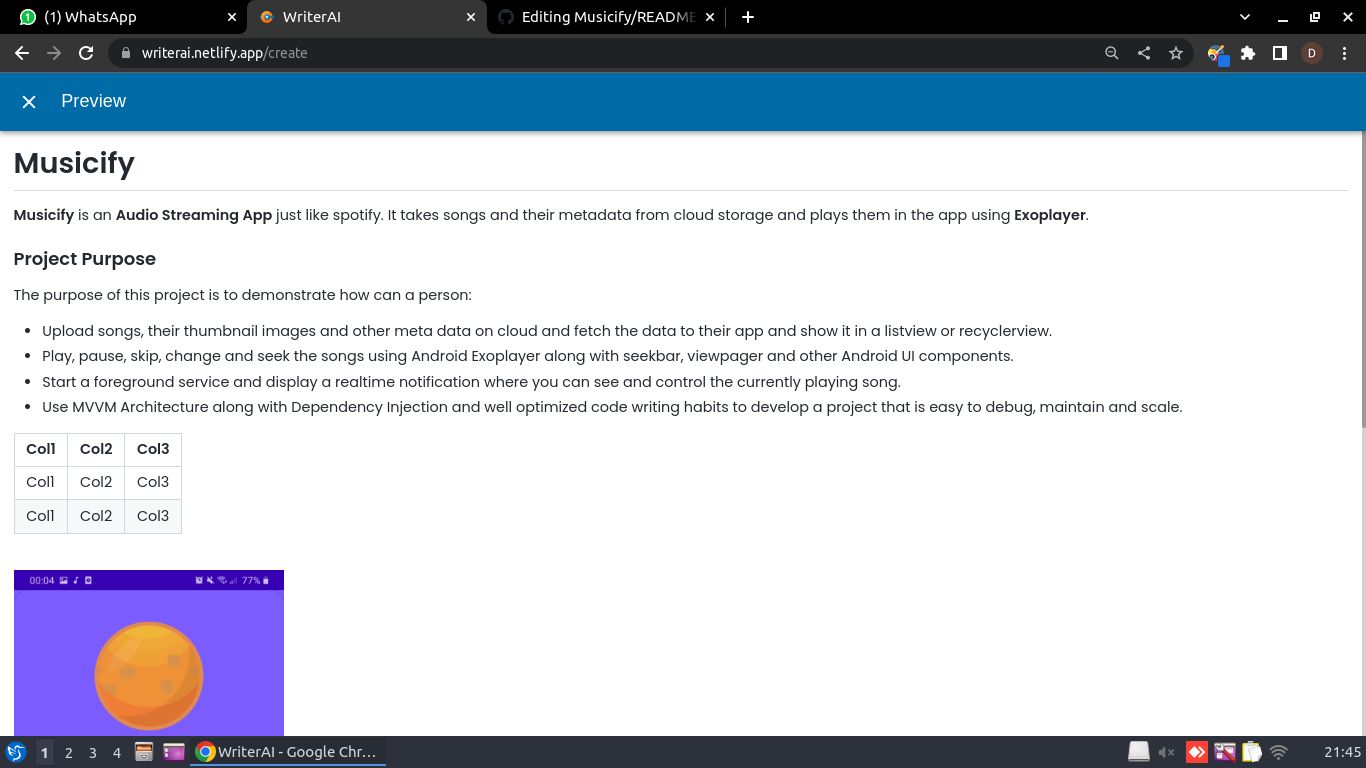 (1) WhatsApp
WriterAI
Editing Musicify/README
writerai.netlify.app/create
D
Preview
Musicify
Musicify is an Audio Streaming App just like spotify. It takes songs and their metadata from cloud storage and plays them in the app using Exoplayer.
Project Purpose
The purpose of this project is to demonstrate how can a person:
Upload songs, their thumbnail images and other meta data on cloud and fetch the data to their app and show it in a listview or recyclerview.
Play, pause, skip, change and seek the songs using Android Exoplayer along with seekbar, viewpager and other Android UI components.
Start a foreground service and display a realtime notification where you can see and control the currently playing song.
Use MVVM Architecture along with Dependency Injection and well optimized code writing habits to develop a project that is easy to debug, maintain and scale.
Col1 Col2 Col3
Col1 Col2 Col3
Col1 Col2 Col3
00:04 77%
1 2 3 4 WriterAI - Google Chr... 21:45